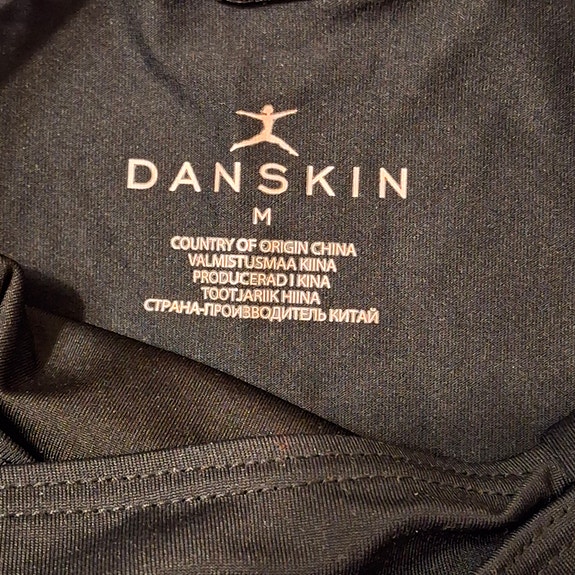 DANSKIN
M
COUNTRY OF ORIGIN CHINA
VALMISTUSMAA KIINA
PRODUCERAD I KINA
TOOTJARIIK HIINA
СТРАНА-ПРОИЗВОДИТЕЛЬ КИТАЙ